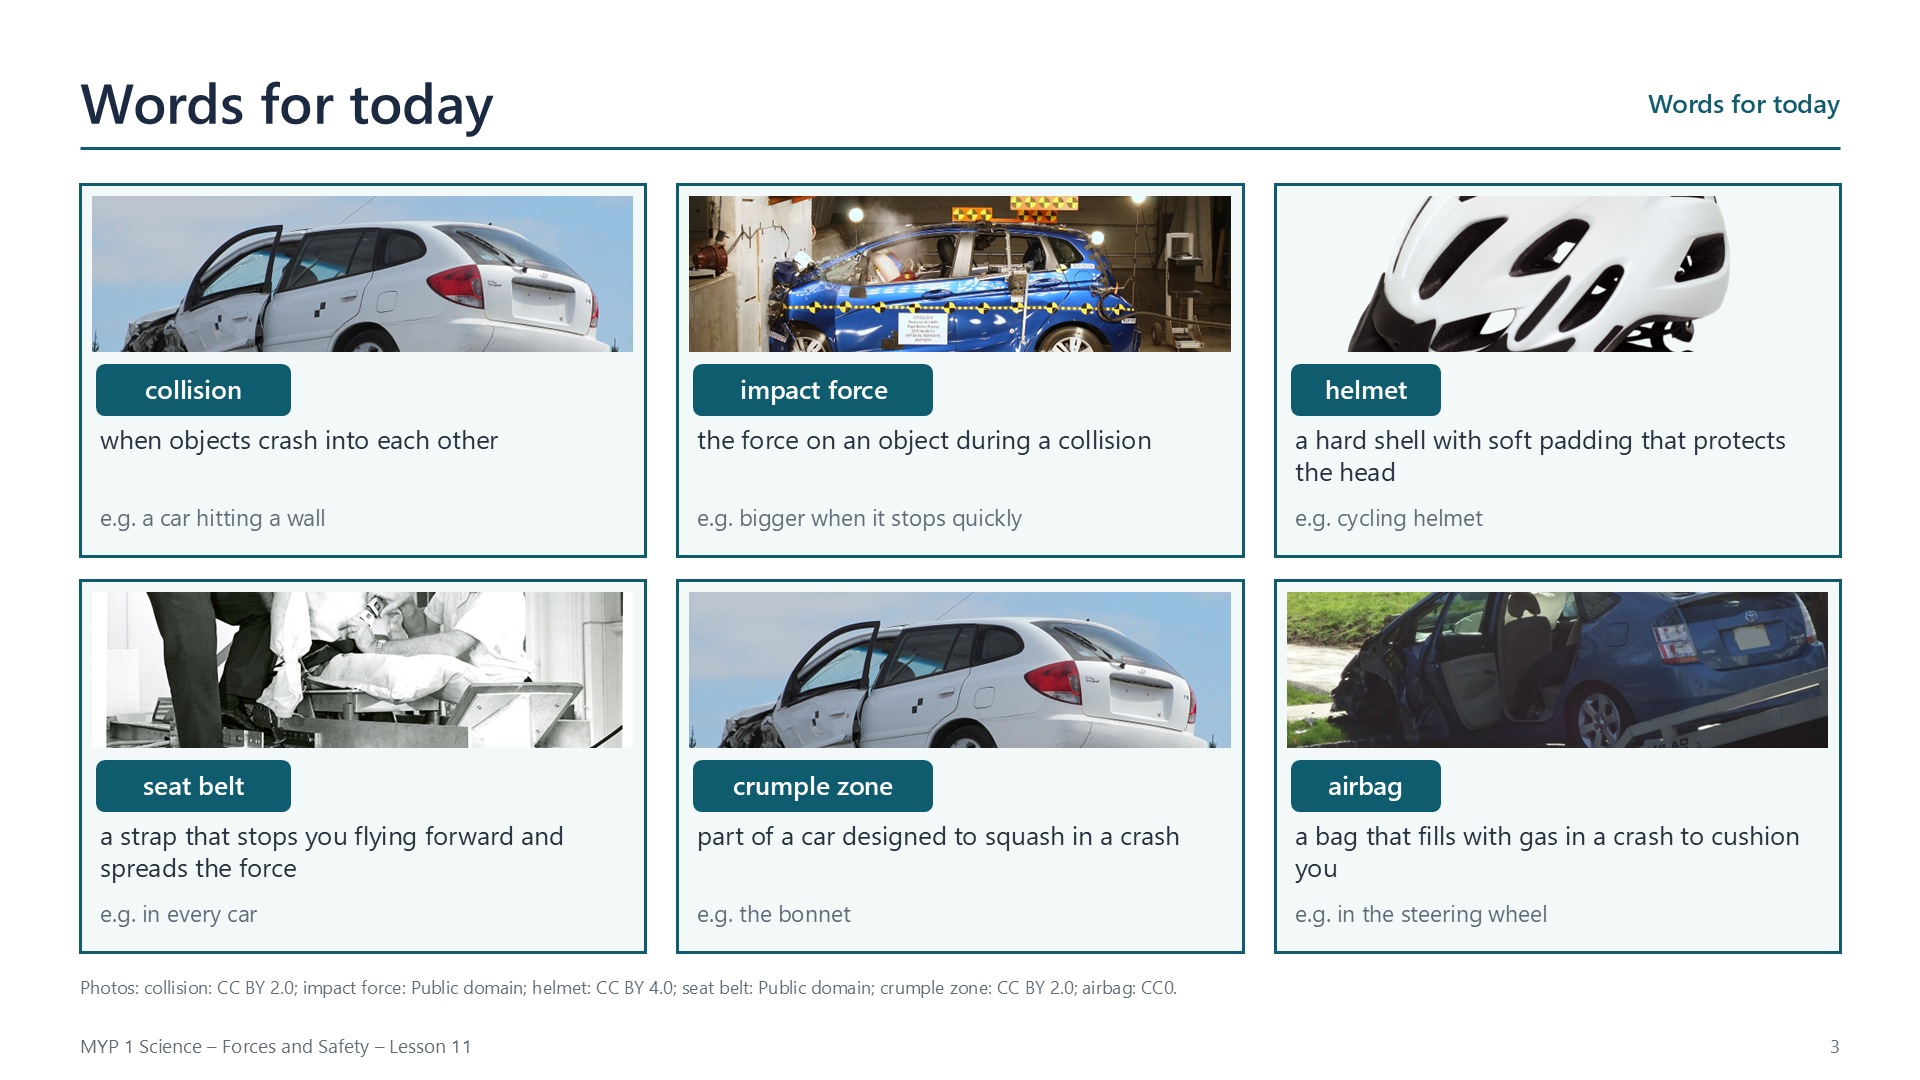 Words for today
Words for today
collision
when objects crash into each other
e.g. a car hitting a wall
impact force
the force on an object during a collision
e.g. bigger when it stops quickly
helmet
a hard shell with soft padding that protects
the head
e.g. cycling helmet
seat belt
a strap that stops you flying forward and
spreads the force
e.g. in every car
crumple zone
part of a car designed to squash in a crash
e.g. the bonnet
airbag
a bag that fills with gas in a crash to cushion
you
e.g. in the steering wheel
Photos: collision: CC BY 2.0; impact force: Public domain; helmet: CC BY 4.0; seat belt: Public domain; crumple zone: CC BY 2.0; airbag: CC0.
MYP 1 Science – Forces and Safety – Lesson 11
3